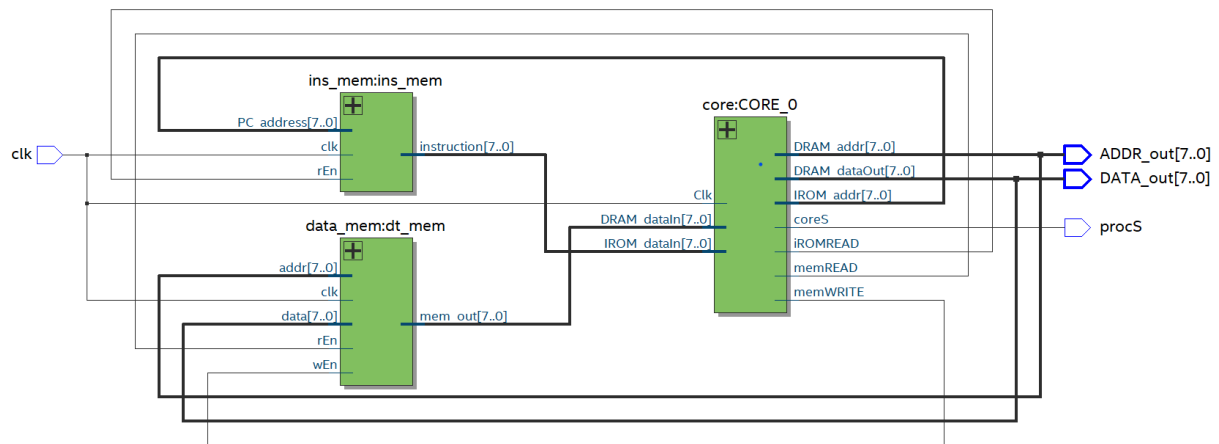 ins_mem:ins_mem
PC_address[7..0]
clk
rEn
instruction[7..0]
clk
data_mem:dt_mem
addr[7..0]
clk
data[7..0]
rEn
wEn
mem_out[7..0]
core:CORE_0
Clk
DRAM_dataIn[7..0]
IROM_dataIn[7..0]
DRAM_addr[7..0]
DRAM_dataOut[7..0]
IROM_addr[7..0]
coreS
iROMREAD
memREAD
memWRITE
ADDR_out[7..0]
DATA_out[7..0]
procS